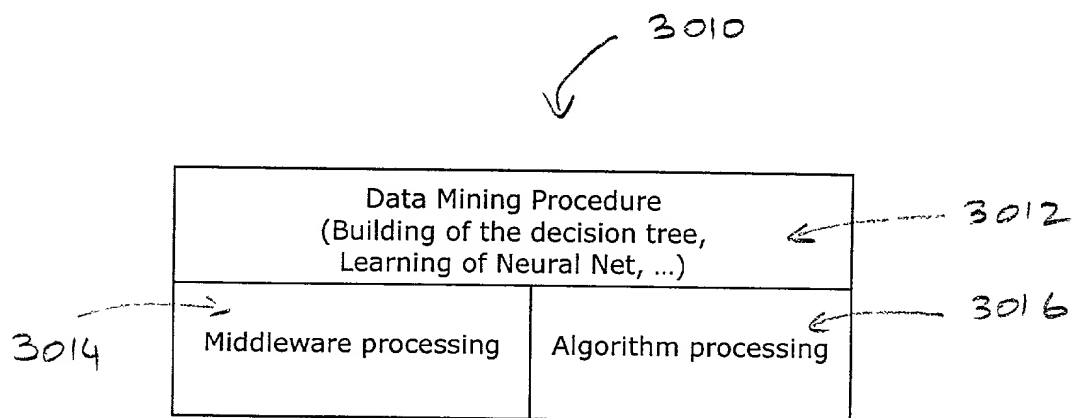 3010
Data Mining Procedure
(Building of the decision tree,
Learning of Neural Net, ...)
3012
3014
Middleware processing
Algorithm processing
3016